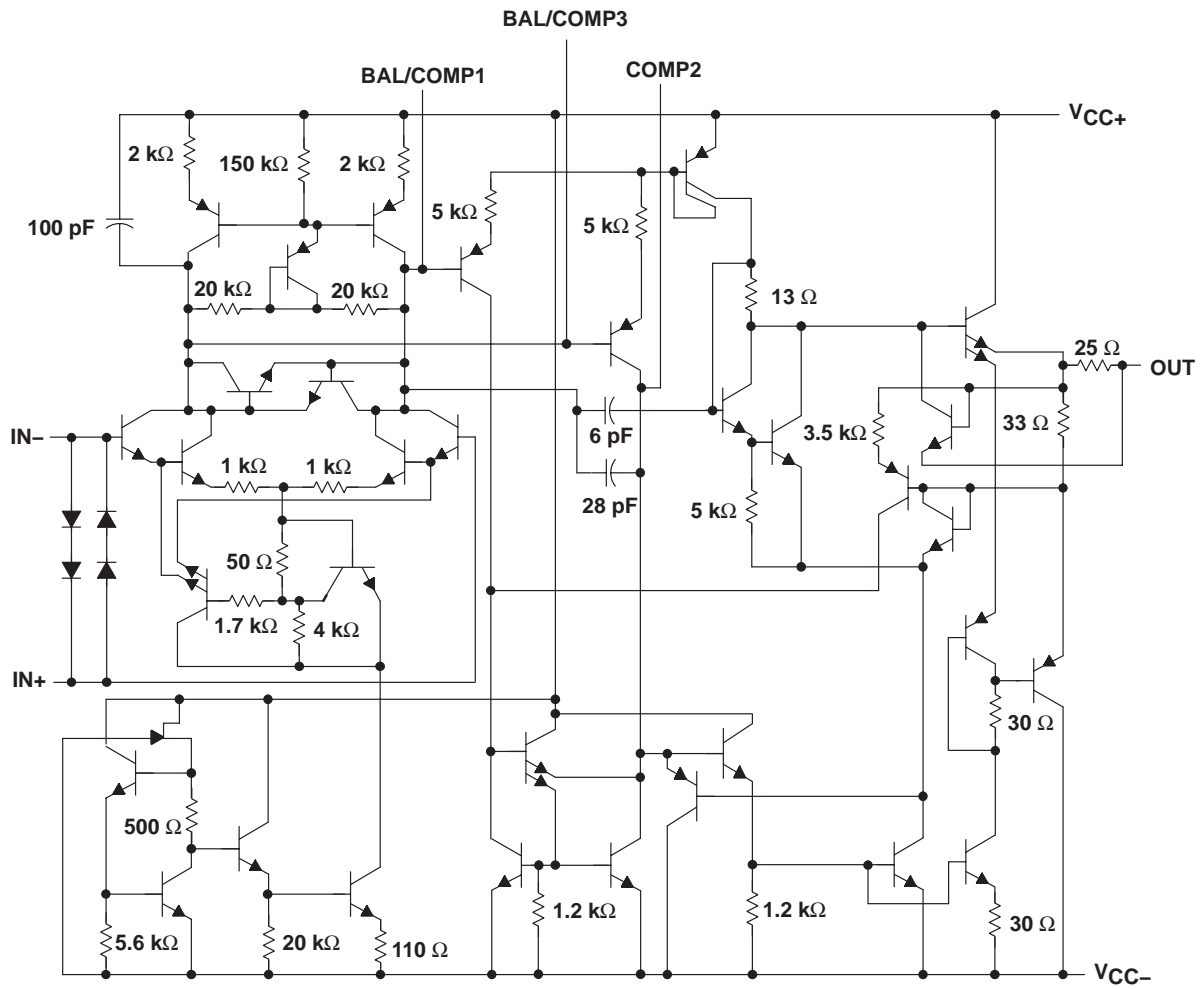 BAL/COMP3
BAL/COMP1
COMP2
VCC+
2 kΩ
150 kΩ
2 kΩ
5 kΩ
5 kΩ
100 pF
20 kΩ
20 kΩ
13 Ω
25 Ω
OUT
IN−
6 pF
3.5 kΩ
33 Ω
1 kΩ
1 kΩ
28 pF
5 kΩ
50 Ω
1.7 kΩ
4 kΩ
IN+
30 Ω
500 Ω
5.6 kΩ
20 kΩ
110 Ω
1.2 kΩ
1.2 kΩ
30 Ω
VCC−